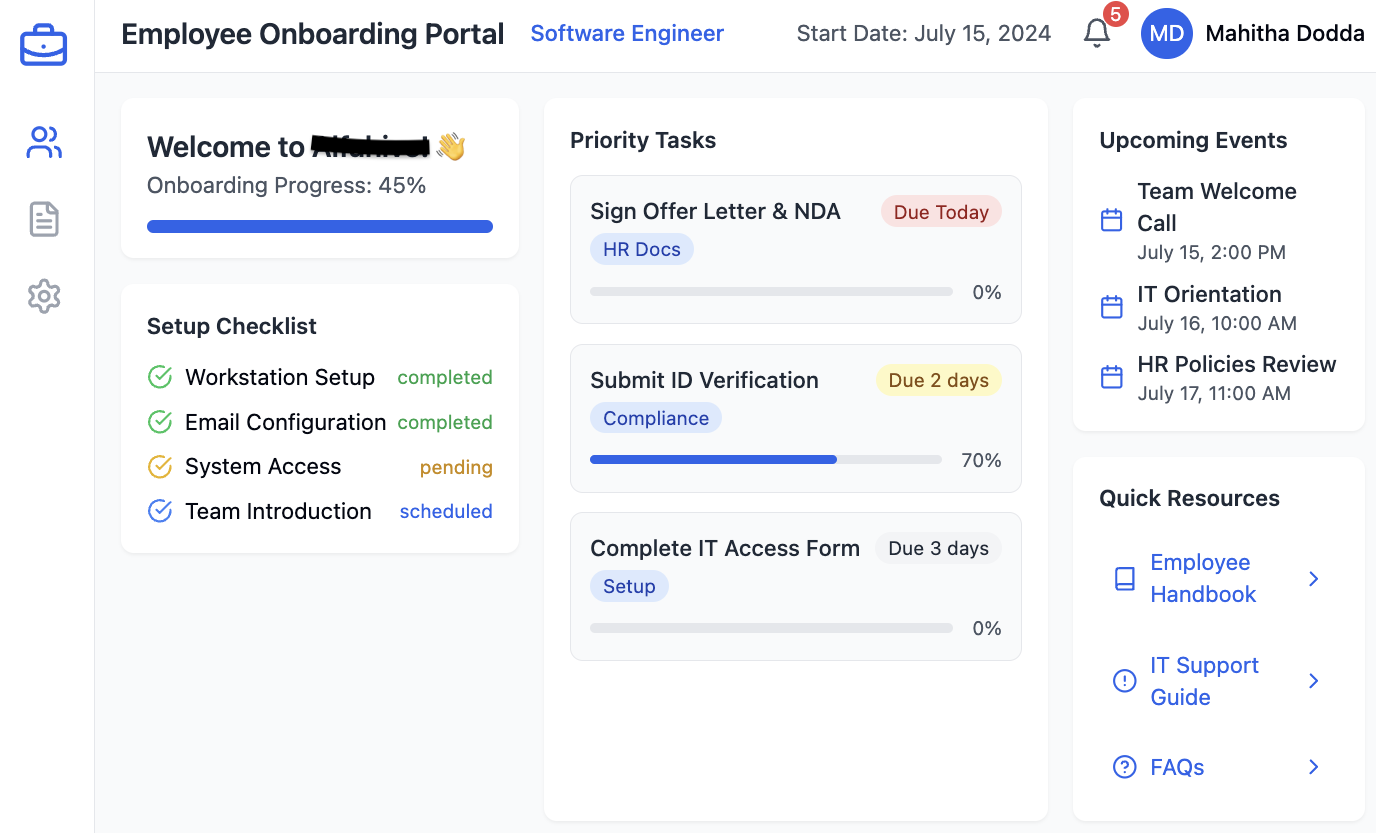 Employee Onboarding Portal
Software Engineer
Start Date: July 15, 2024
5
MD
Mahitha Dodda
Welcome to 👋
Onboarding Progress: 45%
Setup Checklist
Workstation Setup completed
Email Configuration completed
System Access pending
Team Introduction scheduled
Priority Tasks
Sign Offer Letter & NDA
Due Today
HR Docs
0%
Submit ID Verification
Due 2 days
Compliance
70%
Complete IT Access Form
Due 3 days
Setup
0%
Upcoming Events
Team Welcome
Call
July 15, 2:00 PM
IT Orientation
July 16, 10:00 AM
HR Policies Review
July 17, 11:00 AM
Quick Resources
Employee
Handbook
IT Support
Guide
FAQs